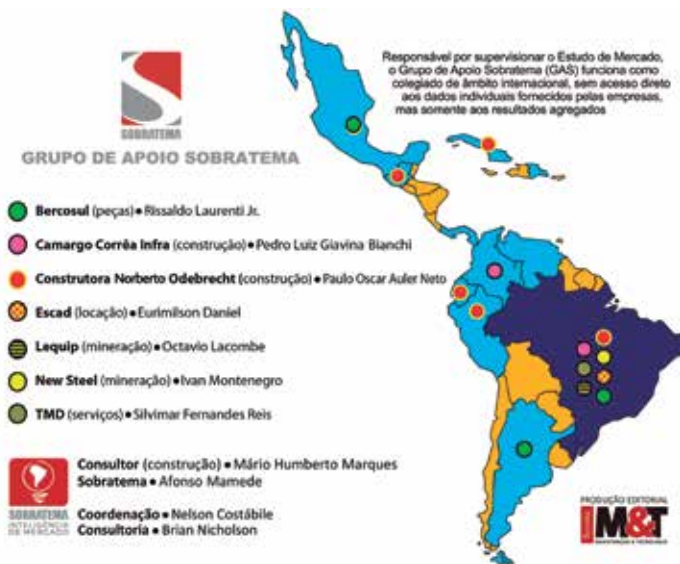 Responsável por supervisionar o Estudo de Mercado,
o Grupo de Apoio Sobratema (GAS) funciona como
colegiado de âmbito internacional, sem acesso direto
aos dados individuais fornecidos pelas empresas,
mas somente aos resultados agregados
SOBRATEMA
GRUPO DE APOIO SOBRATEMA
Bercosul (peças) • Rissaldo Laurenti Jr.
Camargo Corrêa Infra (construção) • Pedro Luiz Giavina Bianchi
Construtora Norberto Odebrecht (construção) • Paulo Oscar Auler Neto
Escad (locação) • Eurimilson Daniel
Lequip (mineração) • Octavio Lacombe
New Steel (mineração) • Ivan Montenegro
TMD (serviços) • Silvimar Fernandes Reis
Consultor (construção) • Mário Humberto Marques
Sobratema • Afonso Mamede
Coordenação • Nelson Costábile
Consultoria • Brian Nicholson
SOBRATEMA
INTELIGÊNCIA
DE MERCADO
PRODUÇÃO EDITORIAL
M&T